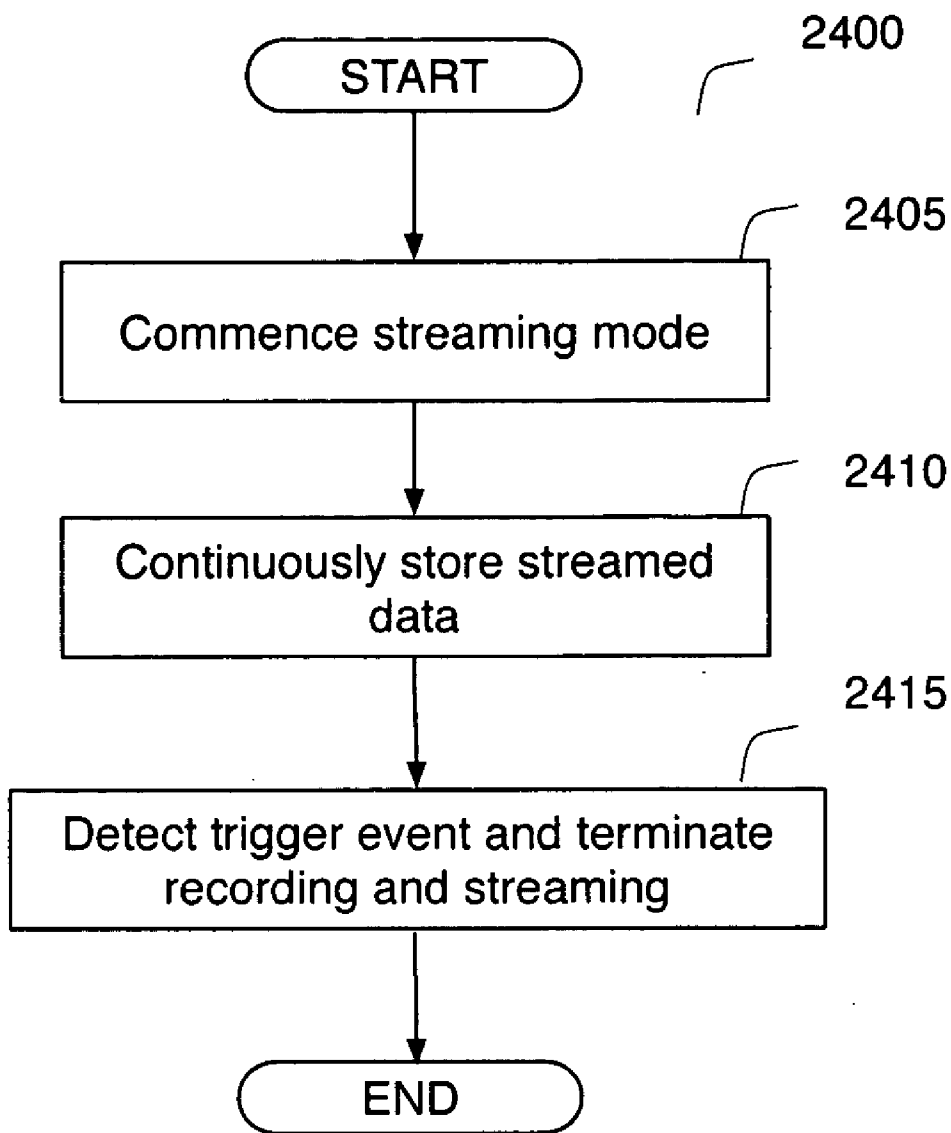 2400
START
2405
Commence streaming mode
2410
Continuously store streamed
data
2415
Detect trigger event and terminate
recording and streaming
END